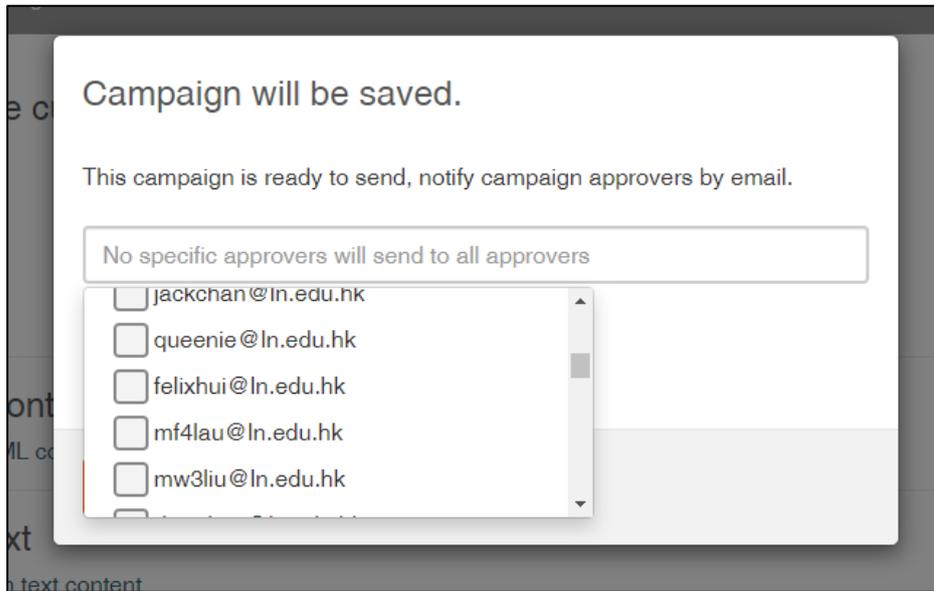 Campaign will be saved.
This campaign is ready to send, notify campaign approvers by email.
No specific approvers will send to all approvers
jackchan@ln.edu.hk
queenie@ln.edu.hk
felixhui@ln.edu.hk
mf4lau@ln.edu.hk
mw3liu@ln.edu.hk
text content